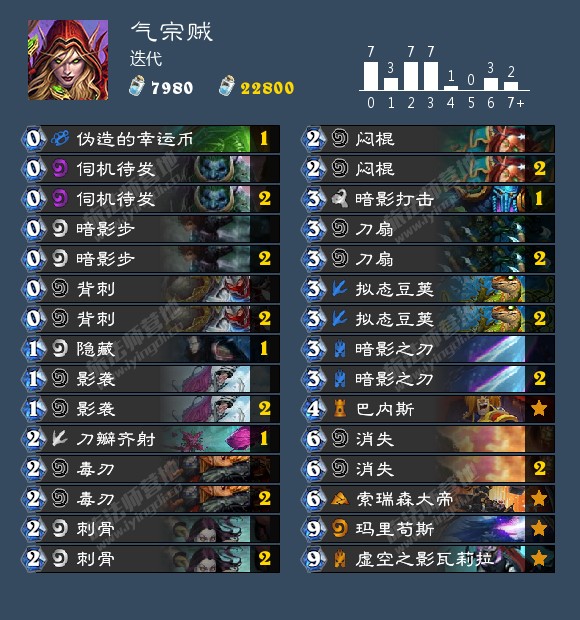 气宗贼
迭代
7980 22800
7 3 7 7 1 0 3 2
0 1 2 3 4 5 6 7+
0 伪造的幸运币 1
0 伺机待发
0 伺机待发 2
0 暗影步
0 暗影步 2
0 背刺
0 背刺 2
1 隐藏 1
1 影袭
1 影袭 2
2 刀瓣齐射 1
2 毒刃
2 毒刃 2
2 刺骨
2 刺骨 2
2 闷棍
2 闷棍 2
3 暗影打击 1
3 刀扇
3 刀扇 2
3 拟态豆荚
3 拟态豆荚 2
3 暗影之刃
3 暗影之刃 2
4 巴内斯
6 消失
6 消失 2
6 索瑞森大帝
9 玛里苟斯
9 虚空之影瓦莉拉